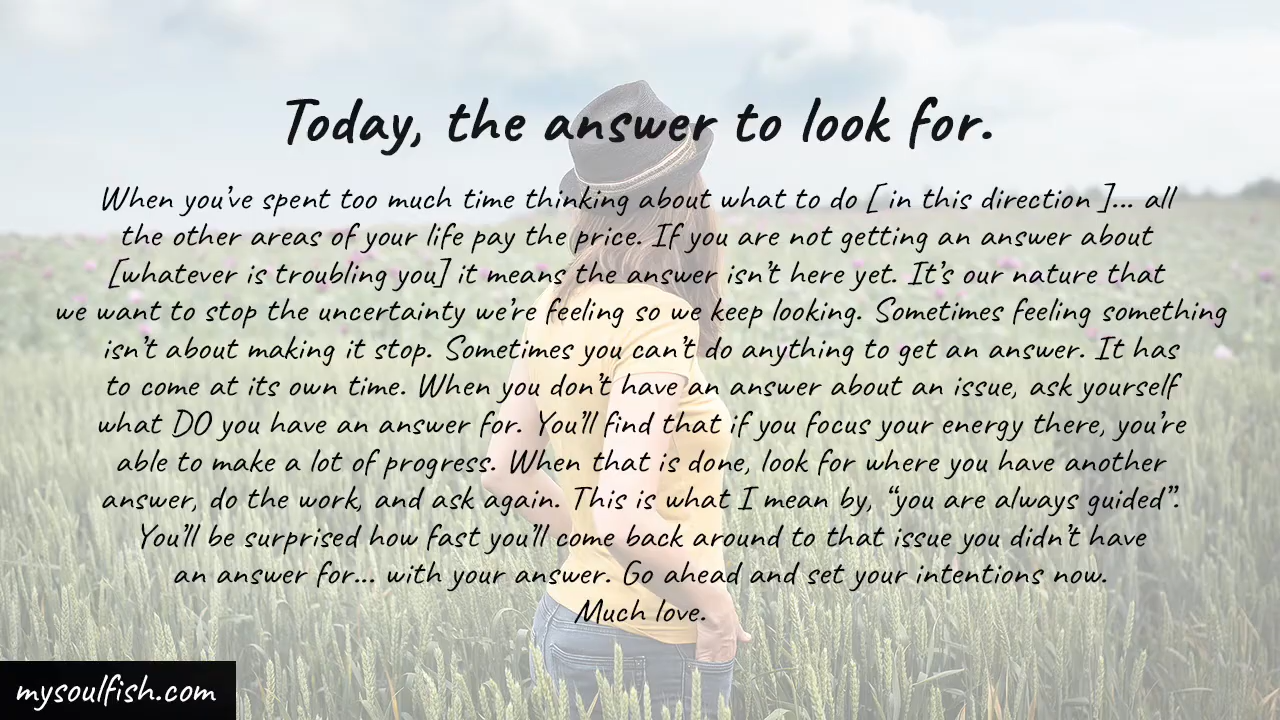 Today, the answer to look for.
When you've spent too much time thinking about what to do [ in this direction ]... all
the other areas of your life pay the price. If you are not getting an answer about
[whatever is troubling you] it means the answer isn't here yet. It's our nature that
we want to stop the uncertainty we're feeling so we keep looking. Sometimes feeling something
isn't about making it stop. Sometimes you can't do anything to get an answer. It has
to come at its own time. When you don't have an answer about an issue, ask yourself
what DO you have an answer for. You'll find that if you focus your energy there, you're
able to make a lot of progress. When that is done, look for where you have another
answer, do the work, and ask again. This is what I mean by, “you are always guided”.
You'll be surprised how fast you'll come back around to that issue you didn't have
an answer for... with your answer. Go ahead and set your intentions now.
Much love.
mysoulfish.com